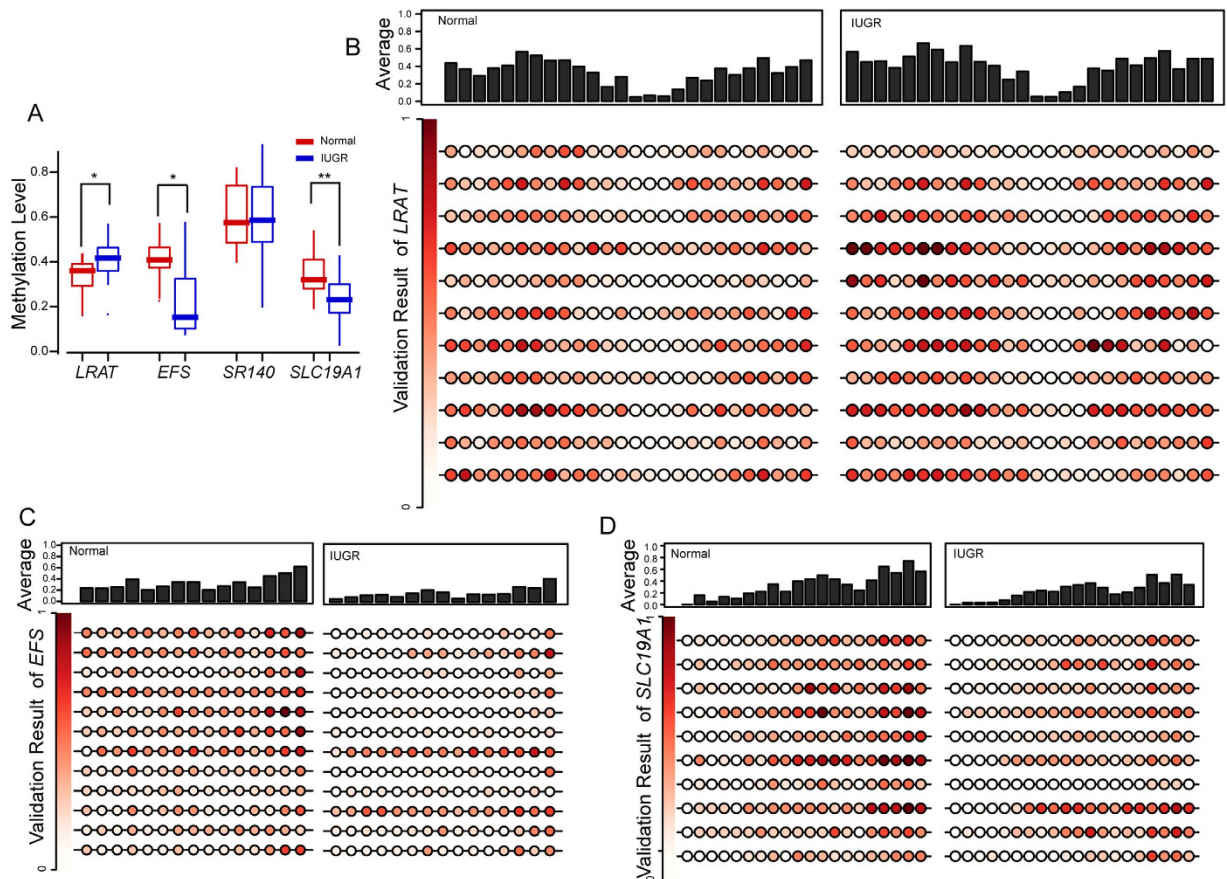 A
Methylation Level
0.8
0.6
0.4
0.2
0.0
Normal
IUGR
*
*
**
LRAT
EFS
SR140
SLC19A1
B
Average
1.0
0.8
0.6
0.4
0.2
0.0
Normal
IUGR
Validation Result of LRAT
1
0
C
Average
1.0
0.8
0.6
0.4
0.2
0.0
Normal
IUGR
Validation Result of EFS
1
0
D
Average
1.0
0.8
0.6
0.4
0.2
0.0
Normal
IUGR
Validation Result of SLC19A1
1
0